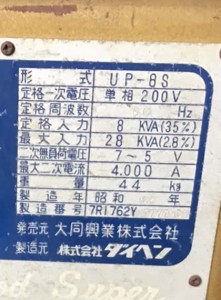 形式 UP-8S
定格一次電圧 単相 200V
定格周波数 Hz
定格入力 8 KVA(35%)
最大入力 28 KVA(2.8%)
二次無負荷電圧 7~5 V
最大二次電流 4.000 A
質量 44 kg
製造年 昭和 年
製造番号 7R1762Y
発売元 大同興業株式会社
製造元 株式会社ダイヘン
Super